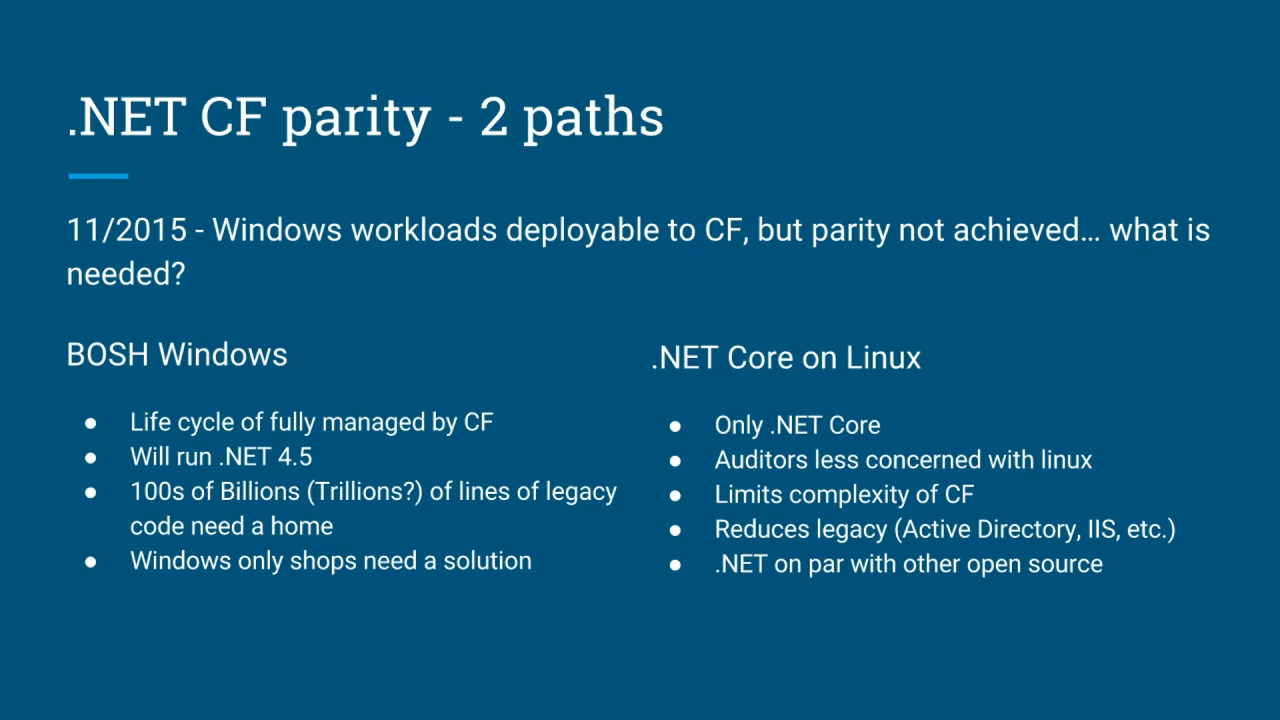 .NET CF parity - 2 paths
11/2015 - Windows workloads deployable to CF, but parity not achieved… what is
needed?
BOSH Windows
● Life cycle of fully managed by CF
● Will run .NET 4.5
● 100s of Billions (Trillions?) of lines of legacy
code need a home
● Windows only shops need a solution
.NET Core on Linux
● Only .NET Core
● Auditors less concerned with linux
● Limits complexity of CF
● Reduces legacy (Active Directory, IIS, etc.)
● .NET on par with other open source